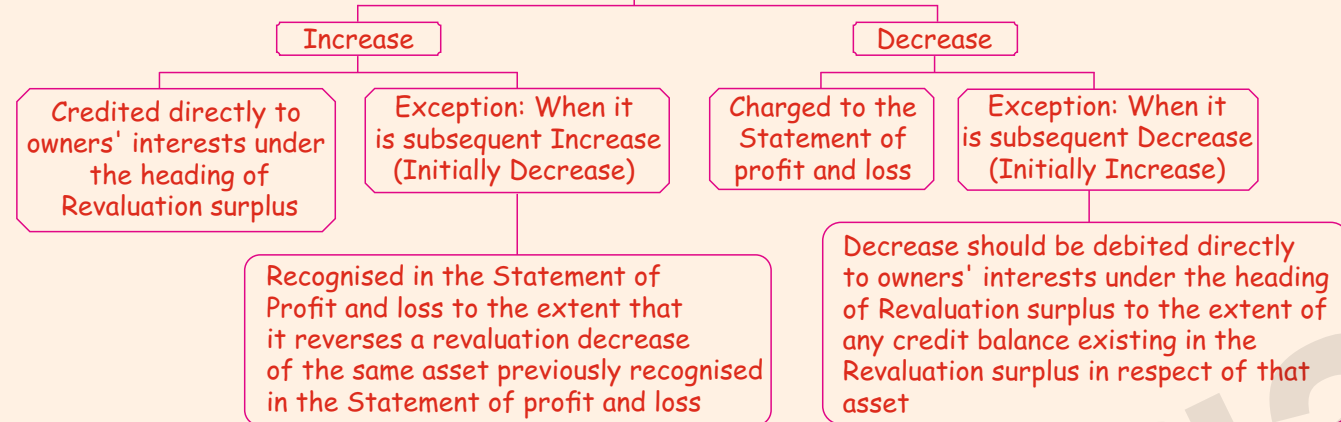 Increase
Decrease
Credited directly to
owners' interests under
the heading of
Revaluation surplus
Exception: When it
is subsequent Increase
(Initially Decrease)
Charged to the
Statement of
profit and loss
Exception: When it
is subsequent Decrease
(Initially Increase)
Recognised in the Statement of
Profit and loss to the extent that
it reverses a revaluation decrease
of the same asset previously recognised
in the Statement of profit and loss
Decrease should be debited directly
to owners' interests under the heading
of Revaluation surplus to the extent of
any credit balance existing in the
Revaluation surplus in respect of that
asset